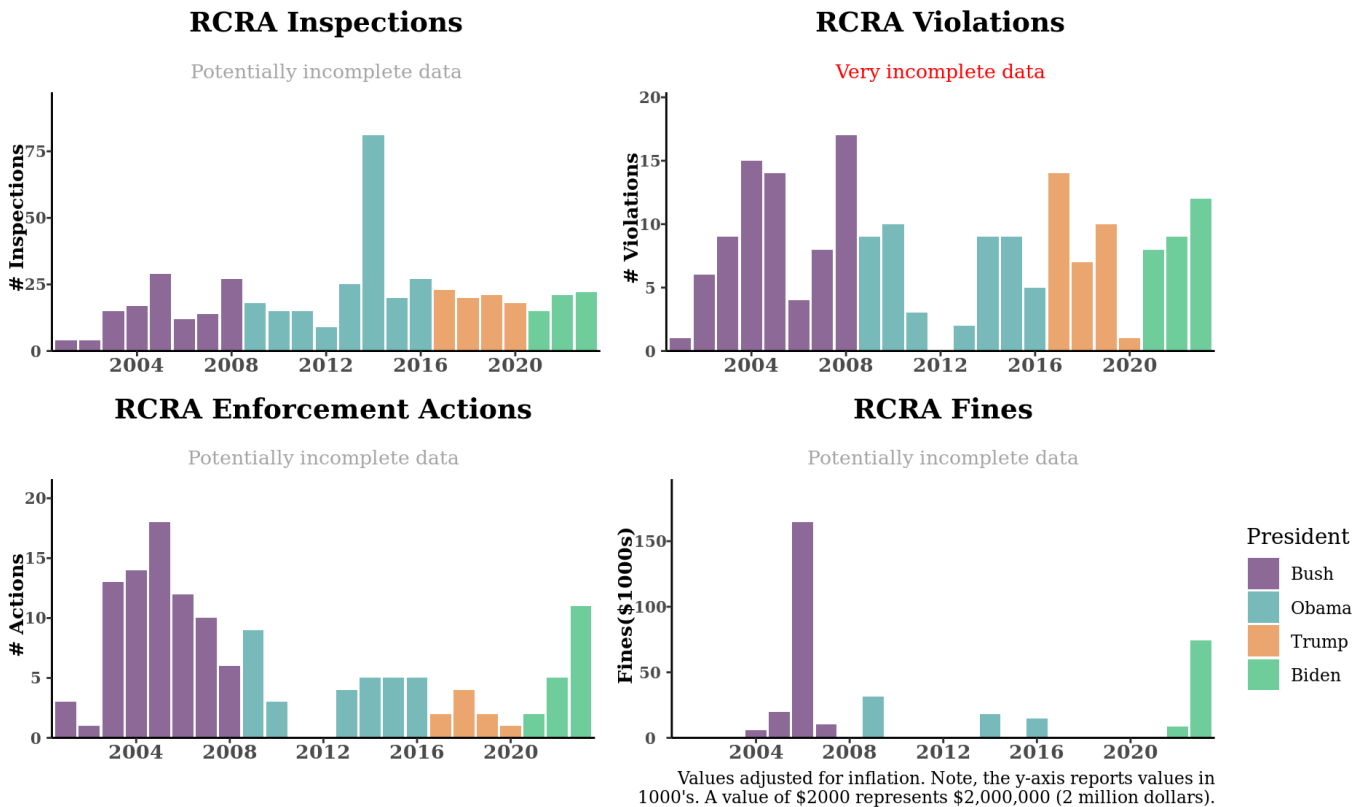 RCRA Inspections
Potentially incomplete data
# Inspections
75
50
25
0
2004 2008 2012 2016 2020
RCRA Violations
Very incomplete data
# Violations
20
15
10
5
0
2004 2008 2012 2016 2020
RCRA Enforcement Actions
Potentially incomplete data
# Actions
20
15
10
5
0
2004 2008 2012 2016 2020
RCRA Fines
Potentially incomplete data
Fines($1000s)
150
100
50
0
2004 2008 2012 2016 2020
President
Bush
Obama
Trump
Biden
Values adjusted for inflation. Note, the y-axis reports values in
1000's. A value of $2000 represents $2,000,000 (2 million dollars).